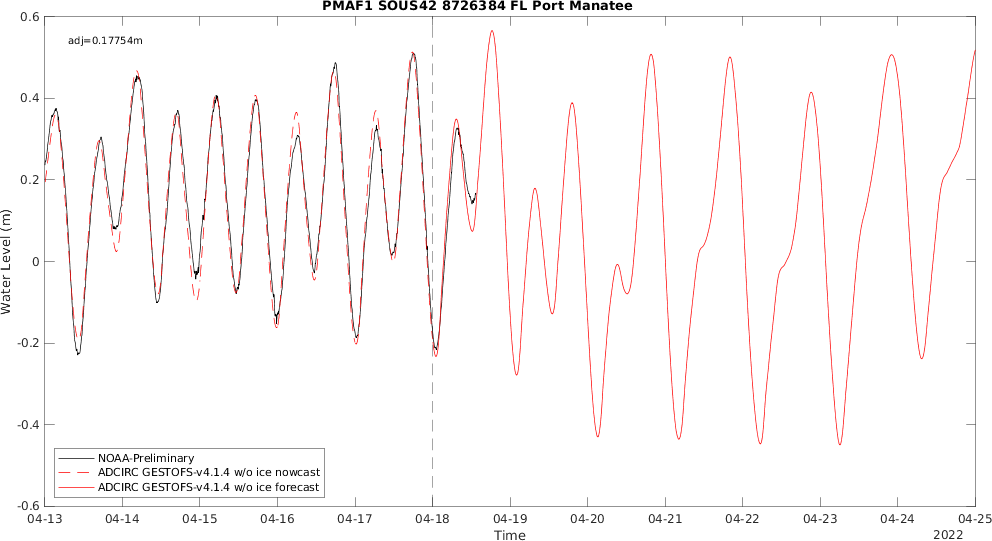 PMAF1 SOUS42 8726384 FL Port Manatee
adj=0.17754m
0.6
0.4
0.2
0
-0.2
-0.4
-0.6
Water Level (m)
NOAA-Preliminary
ADCIRC GESTOFS-v4.1.4 w/o ice nowcast
ADCIRC GESTOFS-v4.1.4 w/o ice forecast
04-13 04-14 04-15 04-16 04-17 04-18 04-19 04-20 04-21 04-22 04-23 04-24 04-25
Time
2022